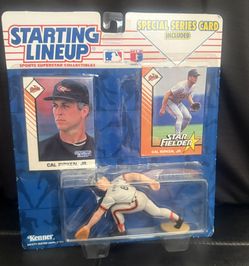 STARTING
LINEUP
SPORTS SUPERSTAR COLLECTIBLES
SPECIAL SERIES CARD
INCLUDED
CAL RIPKEN, JR.
STAR
FIELDER
CAL RIPKEN, JR.
Kenner